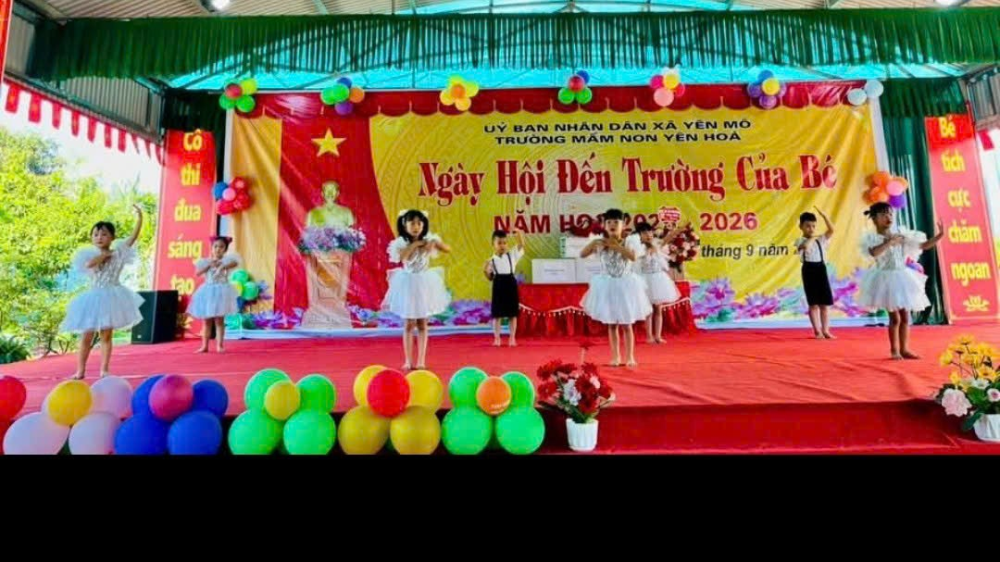 UỶ BAN NHÂN DÂN XÃ YÊN MÔ
TRƯỜNG MẦM NON YÊN HOÀ
Ngày Hội Đến Trường Của Bé
NĂM HỌC 2026
tháng 9 năm
Cô
thi
đua
sáng
tạo
Bé
tích
cực
chăm
ngoan